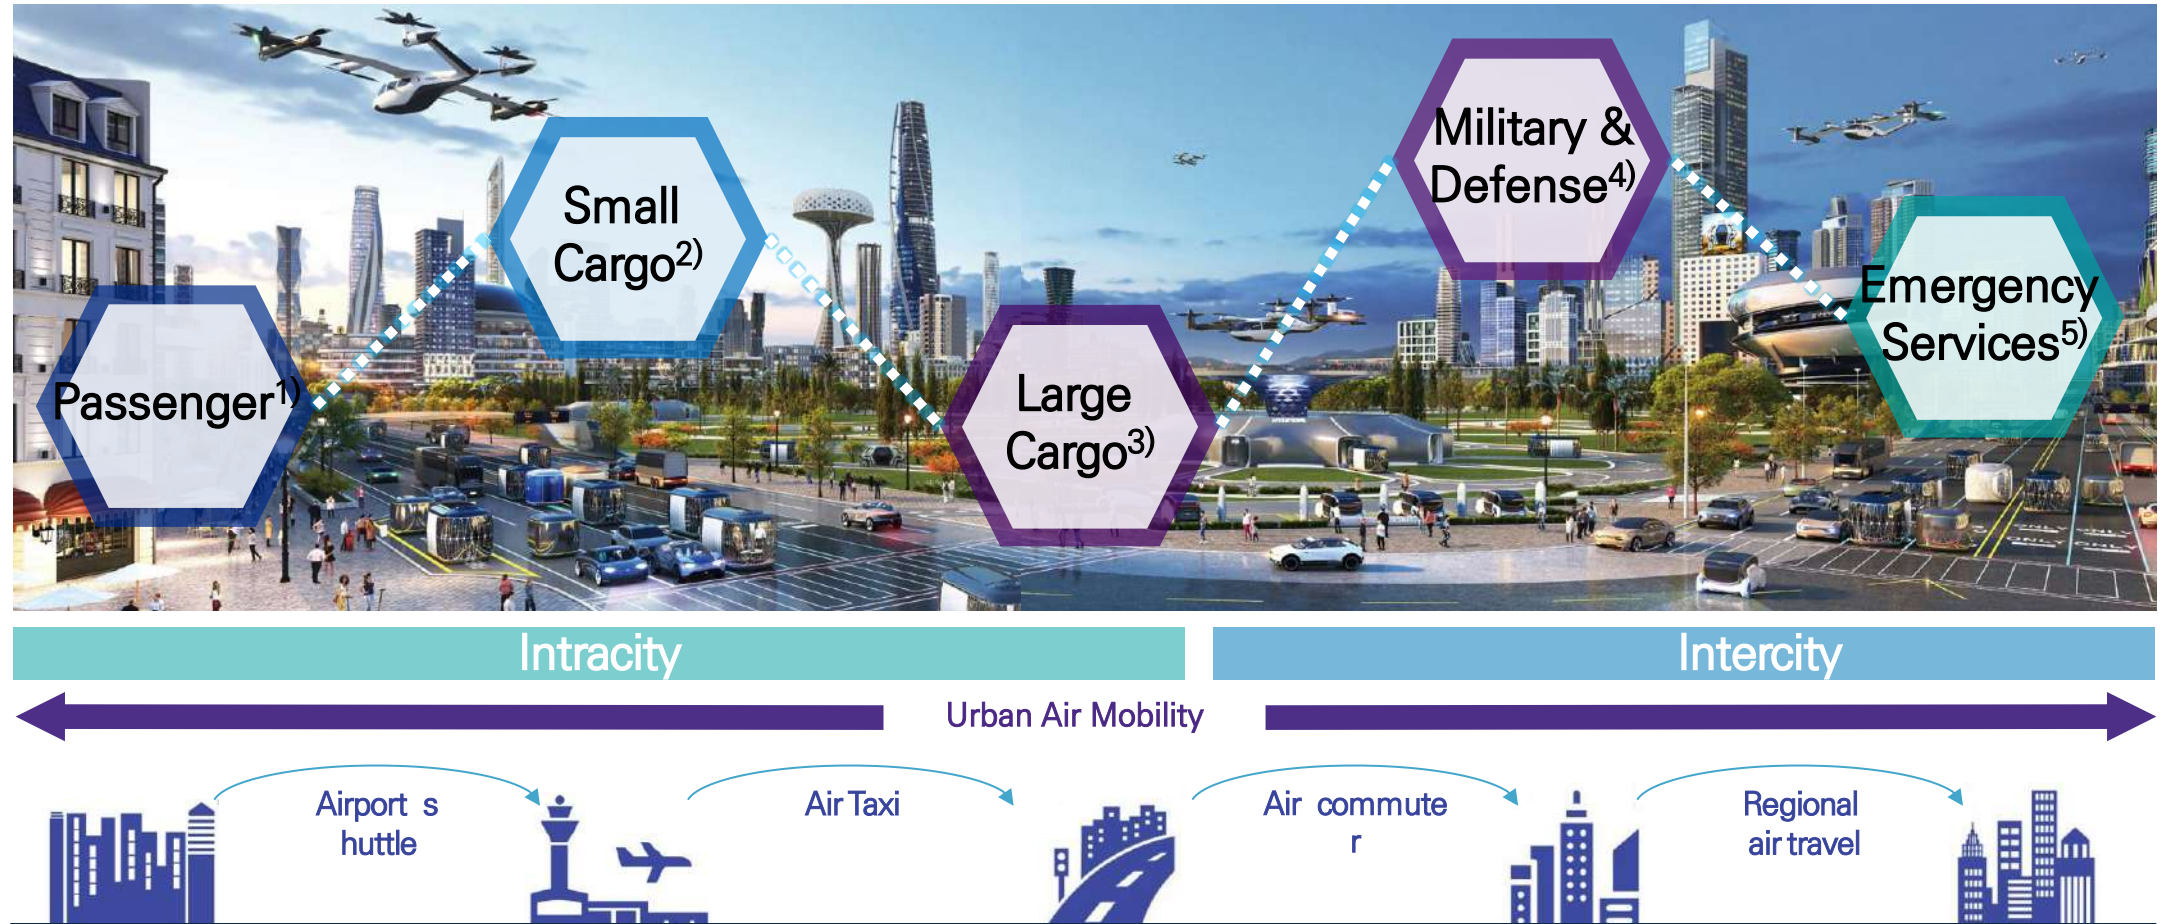 Passenger1)
Small
Cargo2)
Large
Cargo3)
Military &
Defense4)
Emergency
Services5)
Intracity
Intercity
Urban Air Mobility
Airport s
huttle
Air Taxi
Air commute
r
Regional
air travel